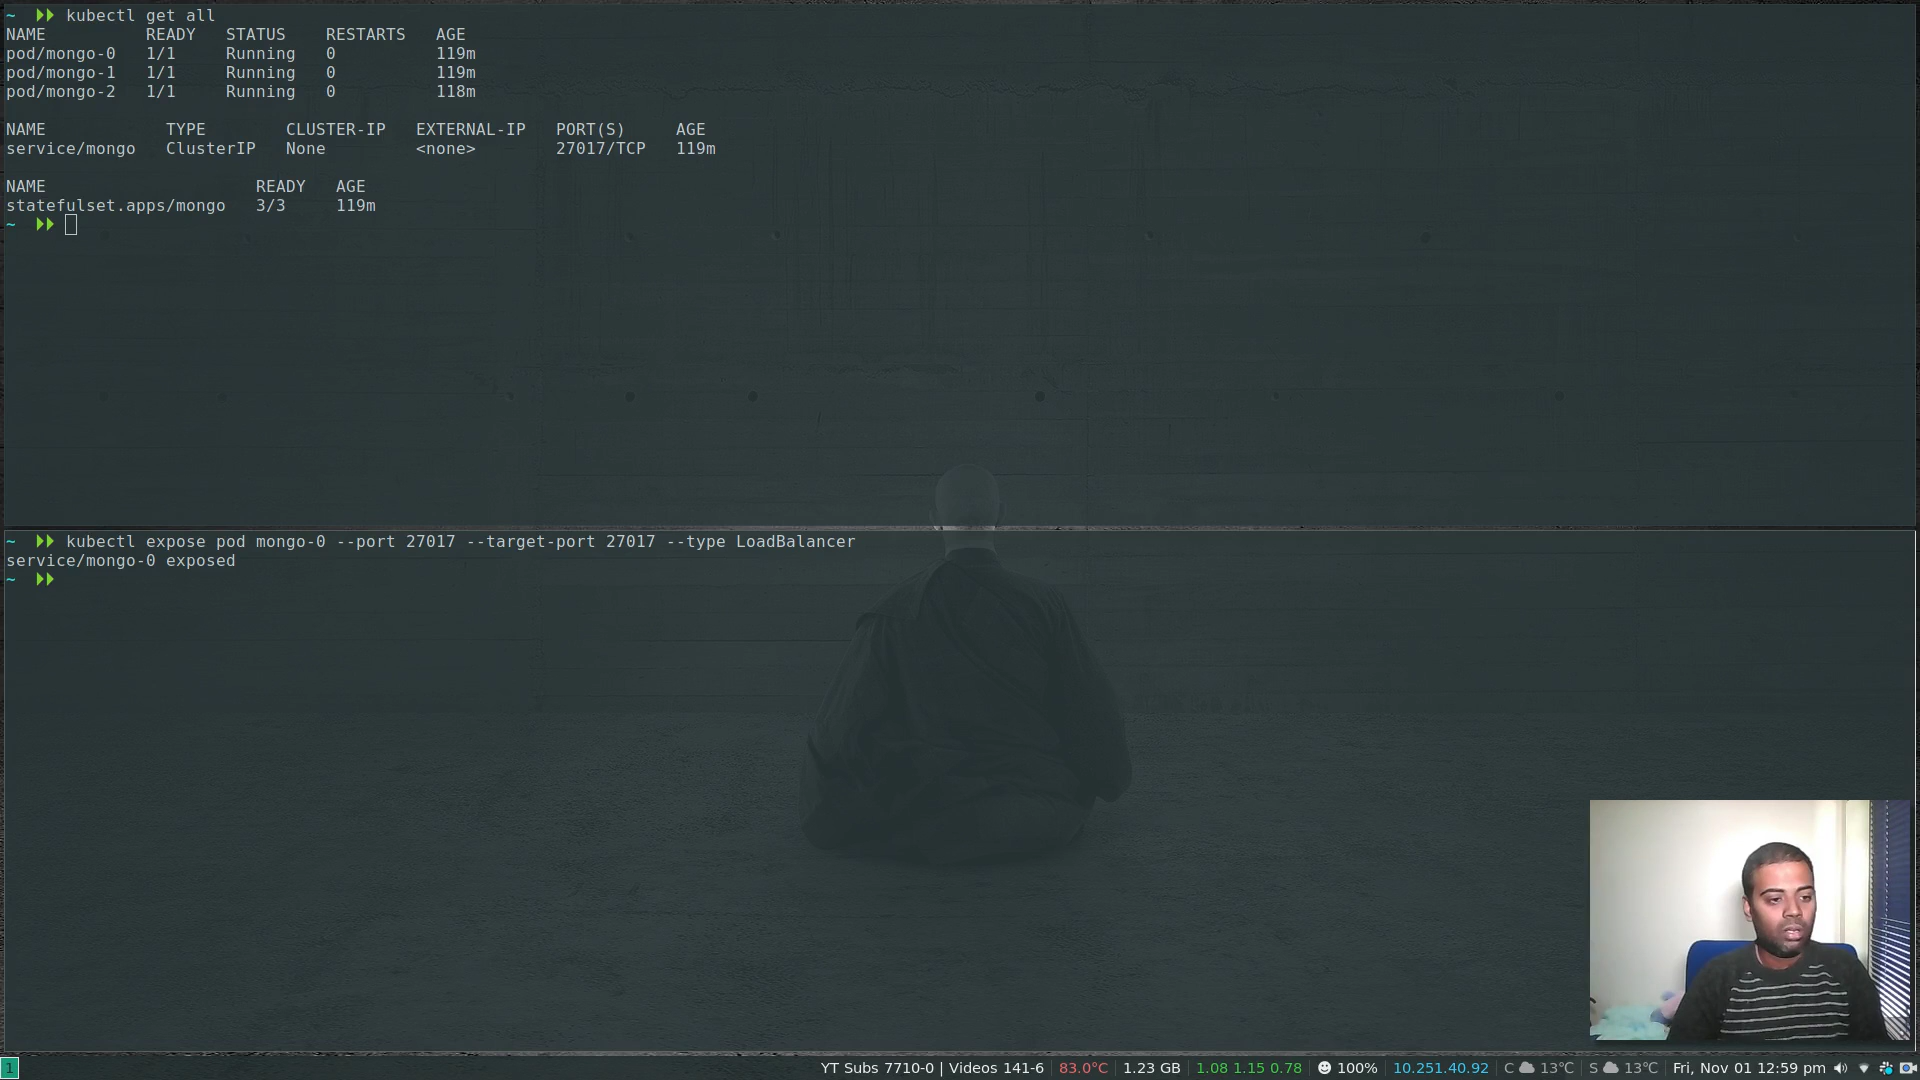 ~ kubectl get all
NAME READY STATUS RESTARTS AGE
pod/mongo-0 1/1 Running 0 119m
pod/mongo-1 1/1 Running 0 119m
pod/mongo-2 1/1 Running 0 118m
NAME TYPE CLUSTER-IP EXTERNAL-IP PORT(S) AGE
service/mongo ClusterIP None <none> 27017/TCP 119m
NAME READY AGE
statefulset.apps/mongo 3/3 119m
~
~ kubectl expose pod mongo-0 --port 27017 --target-port 27017 --type LoadBalancer
service/mongo-0 exposed
~
1 YT Subs 7710-0 | Videos 141-6 83.0°C 1.23 GB 1.08 1.15 0.78 100% 10.251.40.92 C 13°C S 13°C Fri, Nov 01 12:59 pm